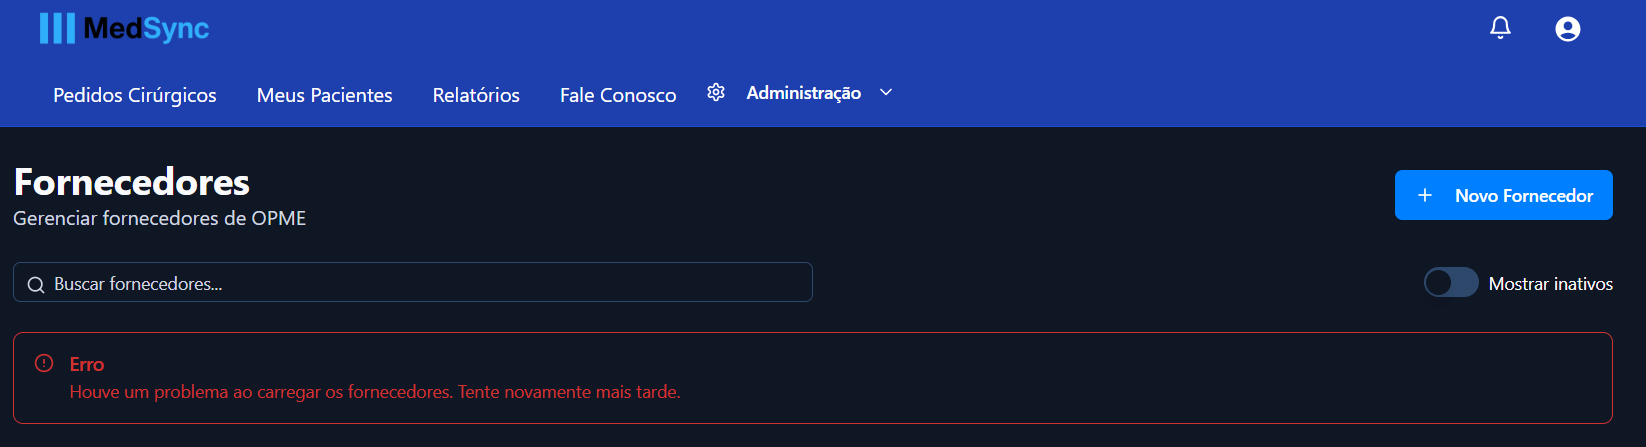 MedSync
Pedidos Cirúrgicos Meus Pacientes Relatórios Fale Conosco Administração
Fornecedores
Gerenciar fornecedores de OPME
+ Novo Fornecedor
Buscar fornecedores...
Mostrar inativos
Erro
Houve um problema ao carregar os fornecedores. Tente novamente mais tarde.